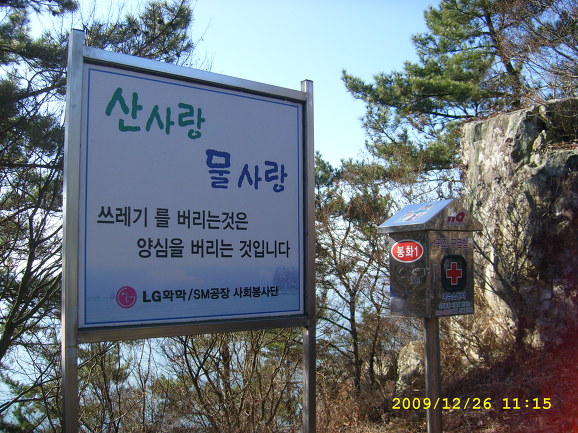 산사랑
물사랑
쓰레기 를 버리는것은
양심을 버리는 것입니다
LG화학/SM공장 사회봉사단
봉화1
119
2009/12/26 11:15